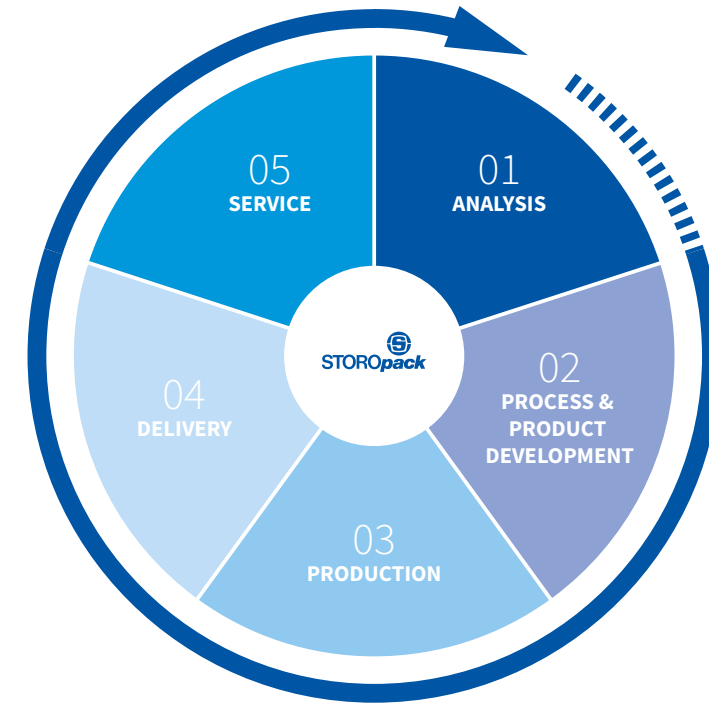 01
ANALYSIS
02
PROCESS &
PRODUCT
DEVELOPMENT
03
PRODUCTION
04
DELIVERY
05
SERVICE
S
STOROpack